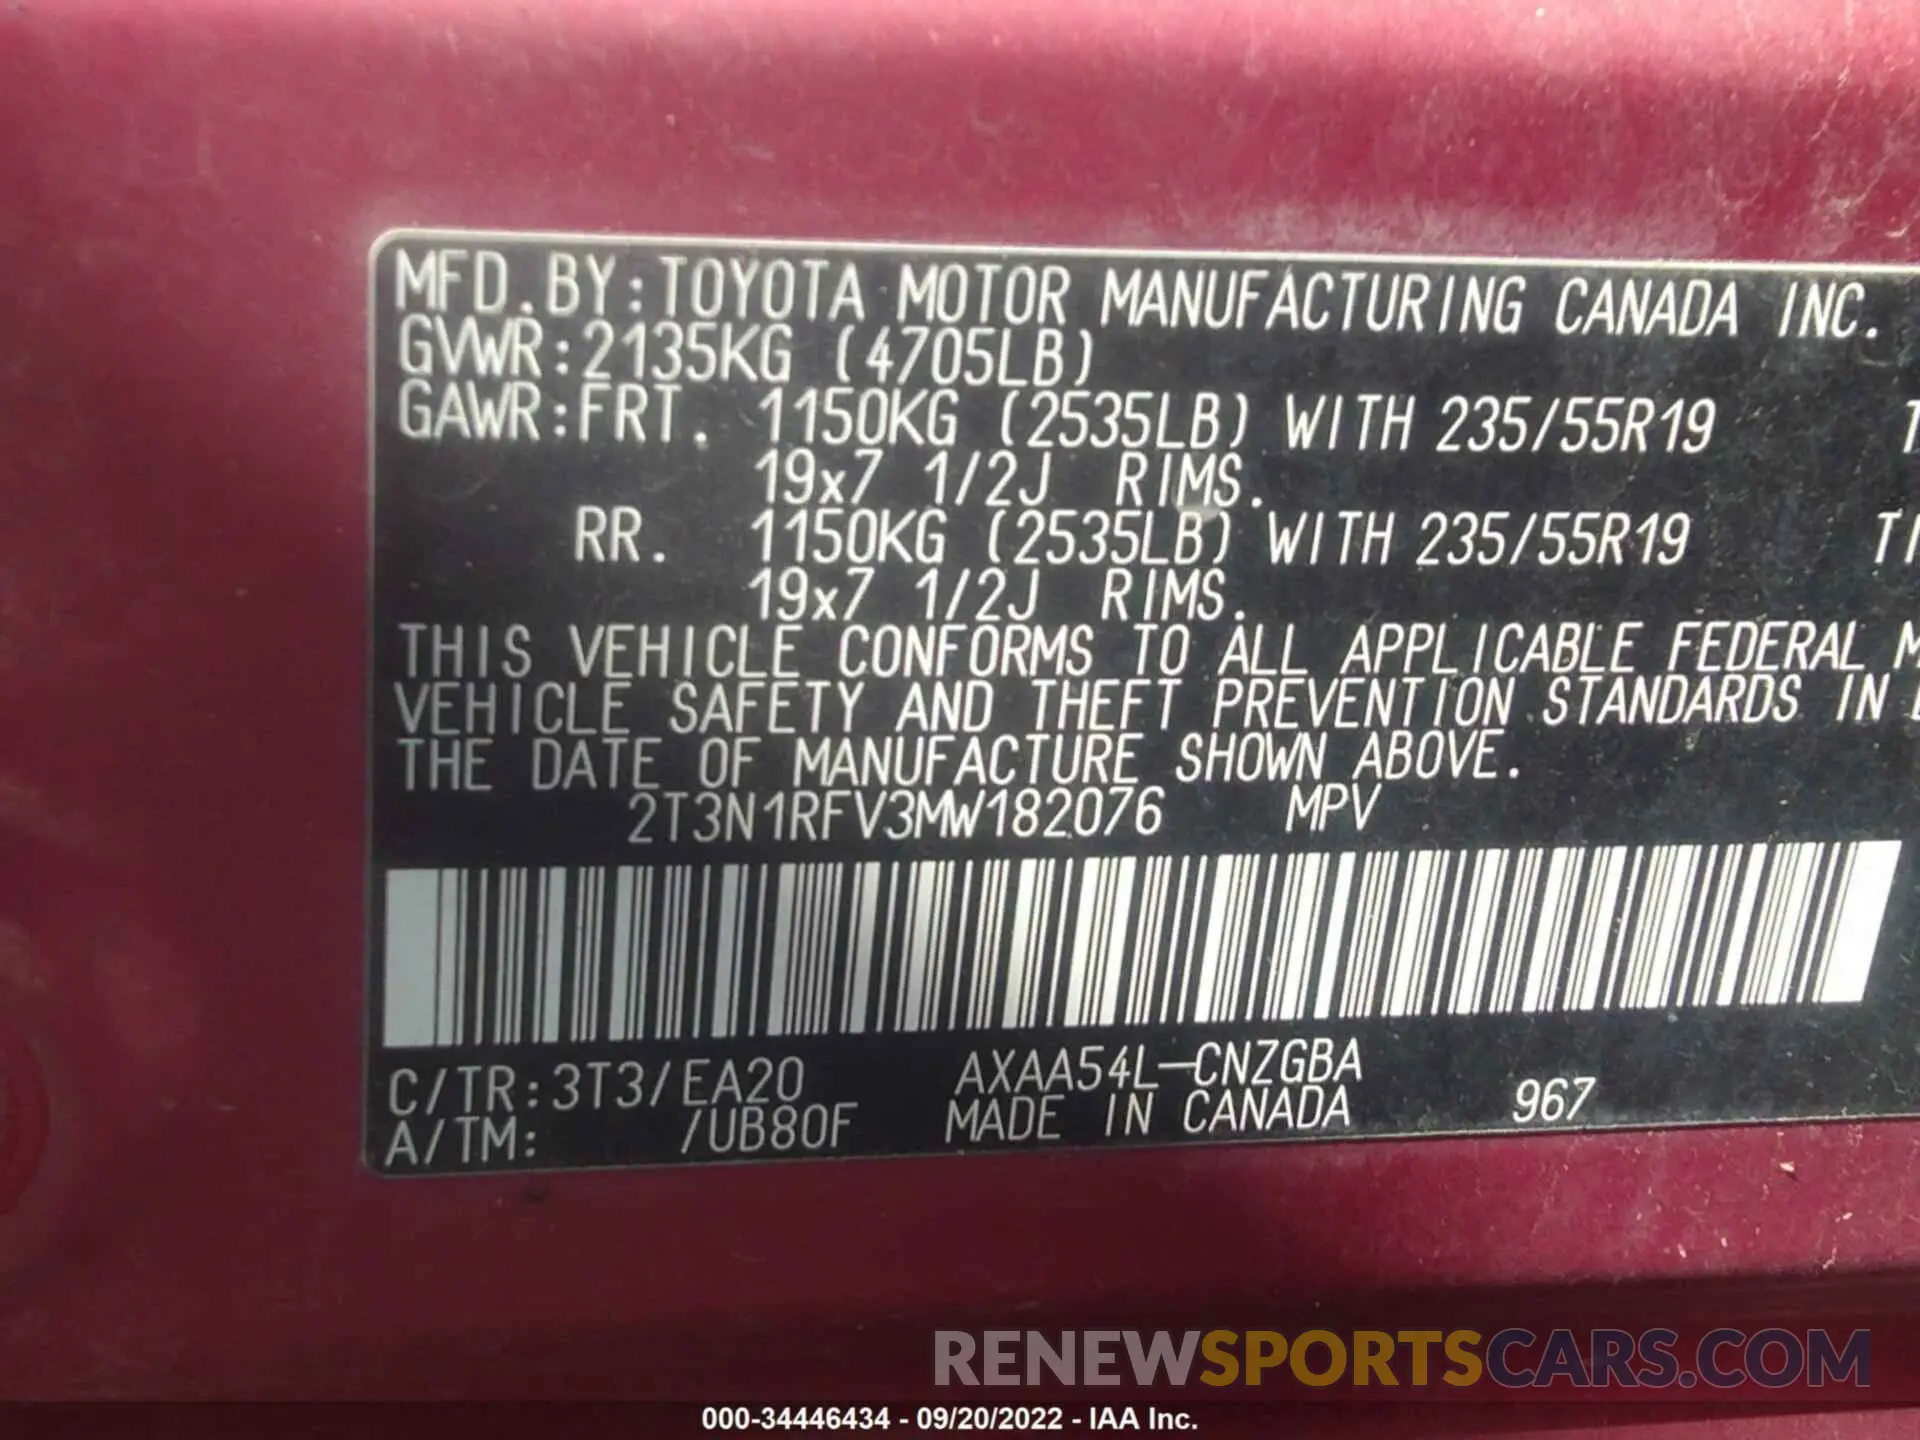 MFD.BY:TOYOTA MOTOR MANUFACTURING CANADA INC.
GVWR:2135KG (4705LB)
GAWR:FRT. 1150KG (2535LB) WITH 235/55R19
19x7 1/2J RIMS.
RR. 1150KG (2535LB) WITH 235/55R19
19x7 1/2J RIMS.
THIS VEHICLE CONFORMS TO ALL APPLICABLE FEDERAL M
VEHICLE SAFETY AND THEFT PREVENTION STANDARDS IN
THE DATE OF MANUFACTURE SHOWN ABOVE.
2T3N1RFV3MW182076 MPV
C/TR:3T3/EA20 AXAA54L-CNZGBA
A/TM: /UB80F MADE IN CANADA 967
RENEWSPORTSCARS.COM
000-34446434 - 09/20/2022 - IAA Inc.